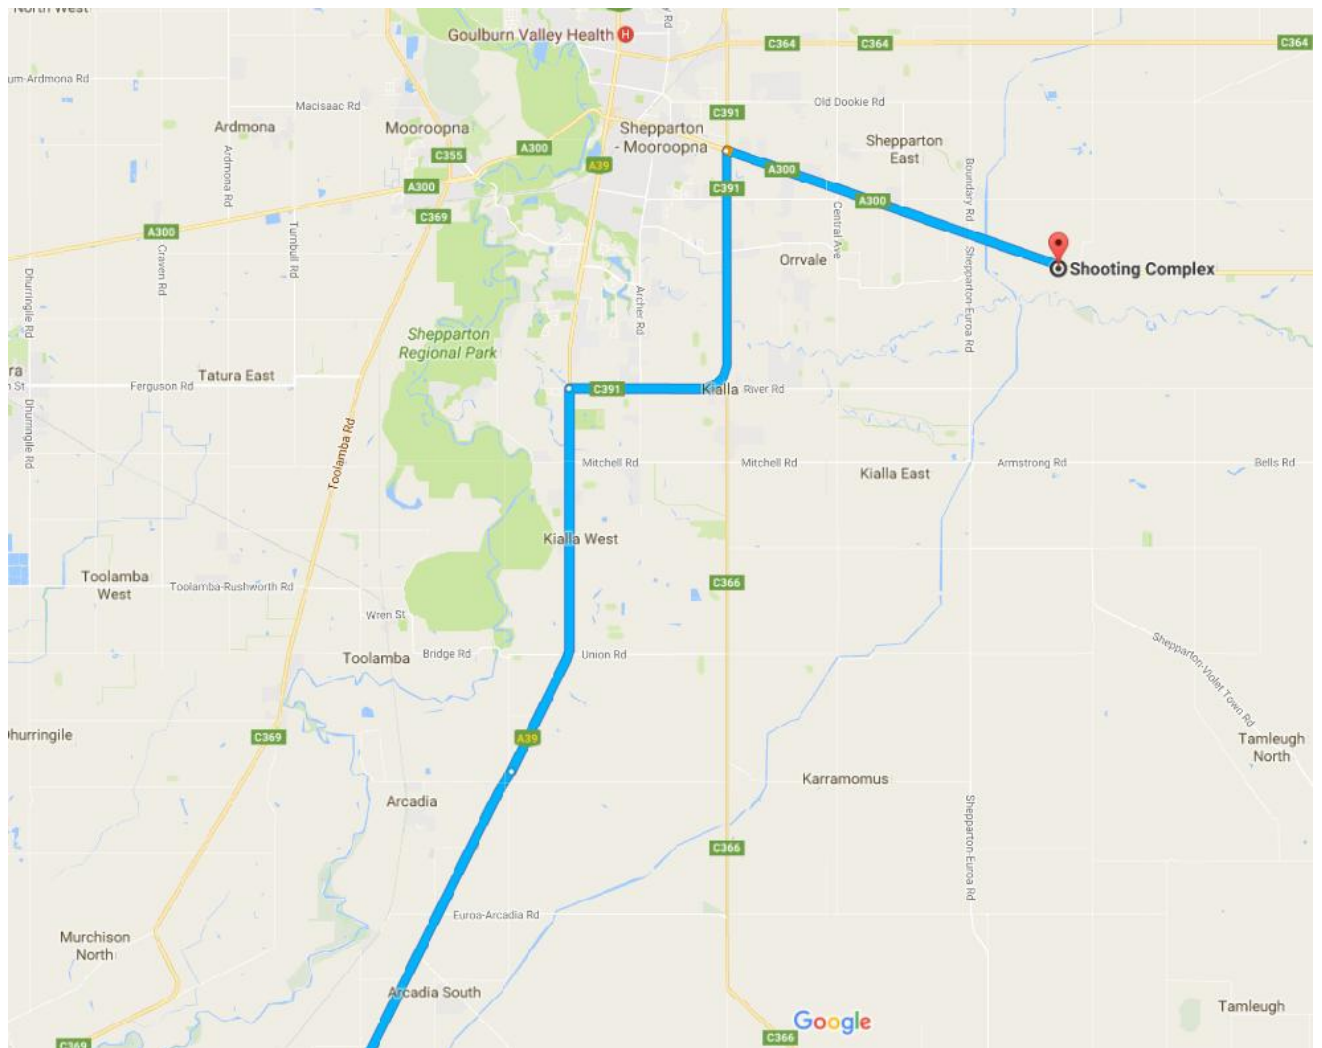 North West
Goulburn Valley Health
H
C364
C364
C364
um-Ardmona Rd
Macisaac Rd
C391
Old Dookie Rd
Ardmona
Mooroopna
Shepparton
- Mooroopna
Shepparton
East
C355
A300
A39
A300
Ardmona Rd
A300
C391
A300
Boundary Rd
C369
A300
Turnbull Rd
Craven Rd
Central Ave
Orrvale
Shepparton-Euroa Rd
Shooting Complex
Dhurringile Rd
Archer Rd
Shepparton
Regional Park
ra
n St
Ferguson Rd
Tatura East
C391
Kialla
River Rd
Dhurringile Rd
Toolamba Rd
Mitchell Rd
Mitchell Rd
Kialla East
Armstrong Rd
Bells Rd
Kialla West
Toolamba
West
Toolamba-Rushworth Rd
C366
Wren St
Toolamba
Bridge Rd
Union Rd
Shepparton-Violet Town Rd
Dhurringile
C369
A39
Tamleugh
North
Karramomus
Arcadia
Shepparton-Euroa Rd
C366
Euroa-Arcadia Rd
Murchison
North
Arcadia South
Tamleugh
Google
C366
C369